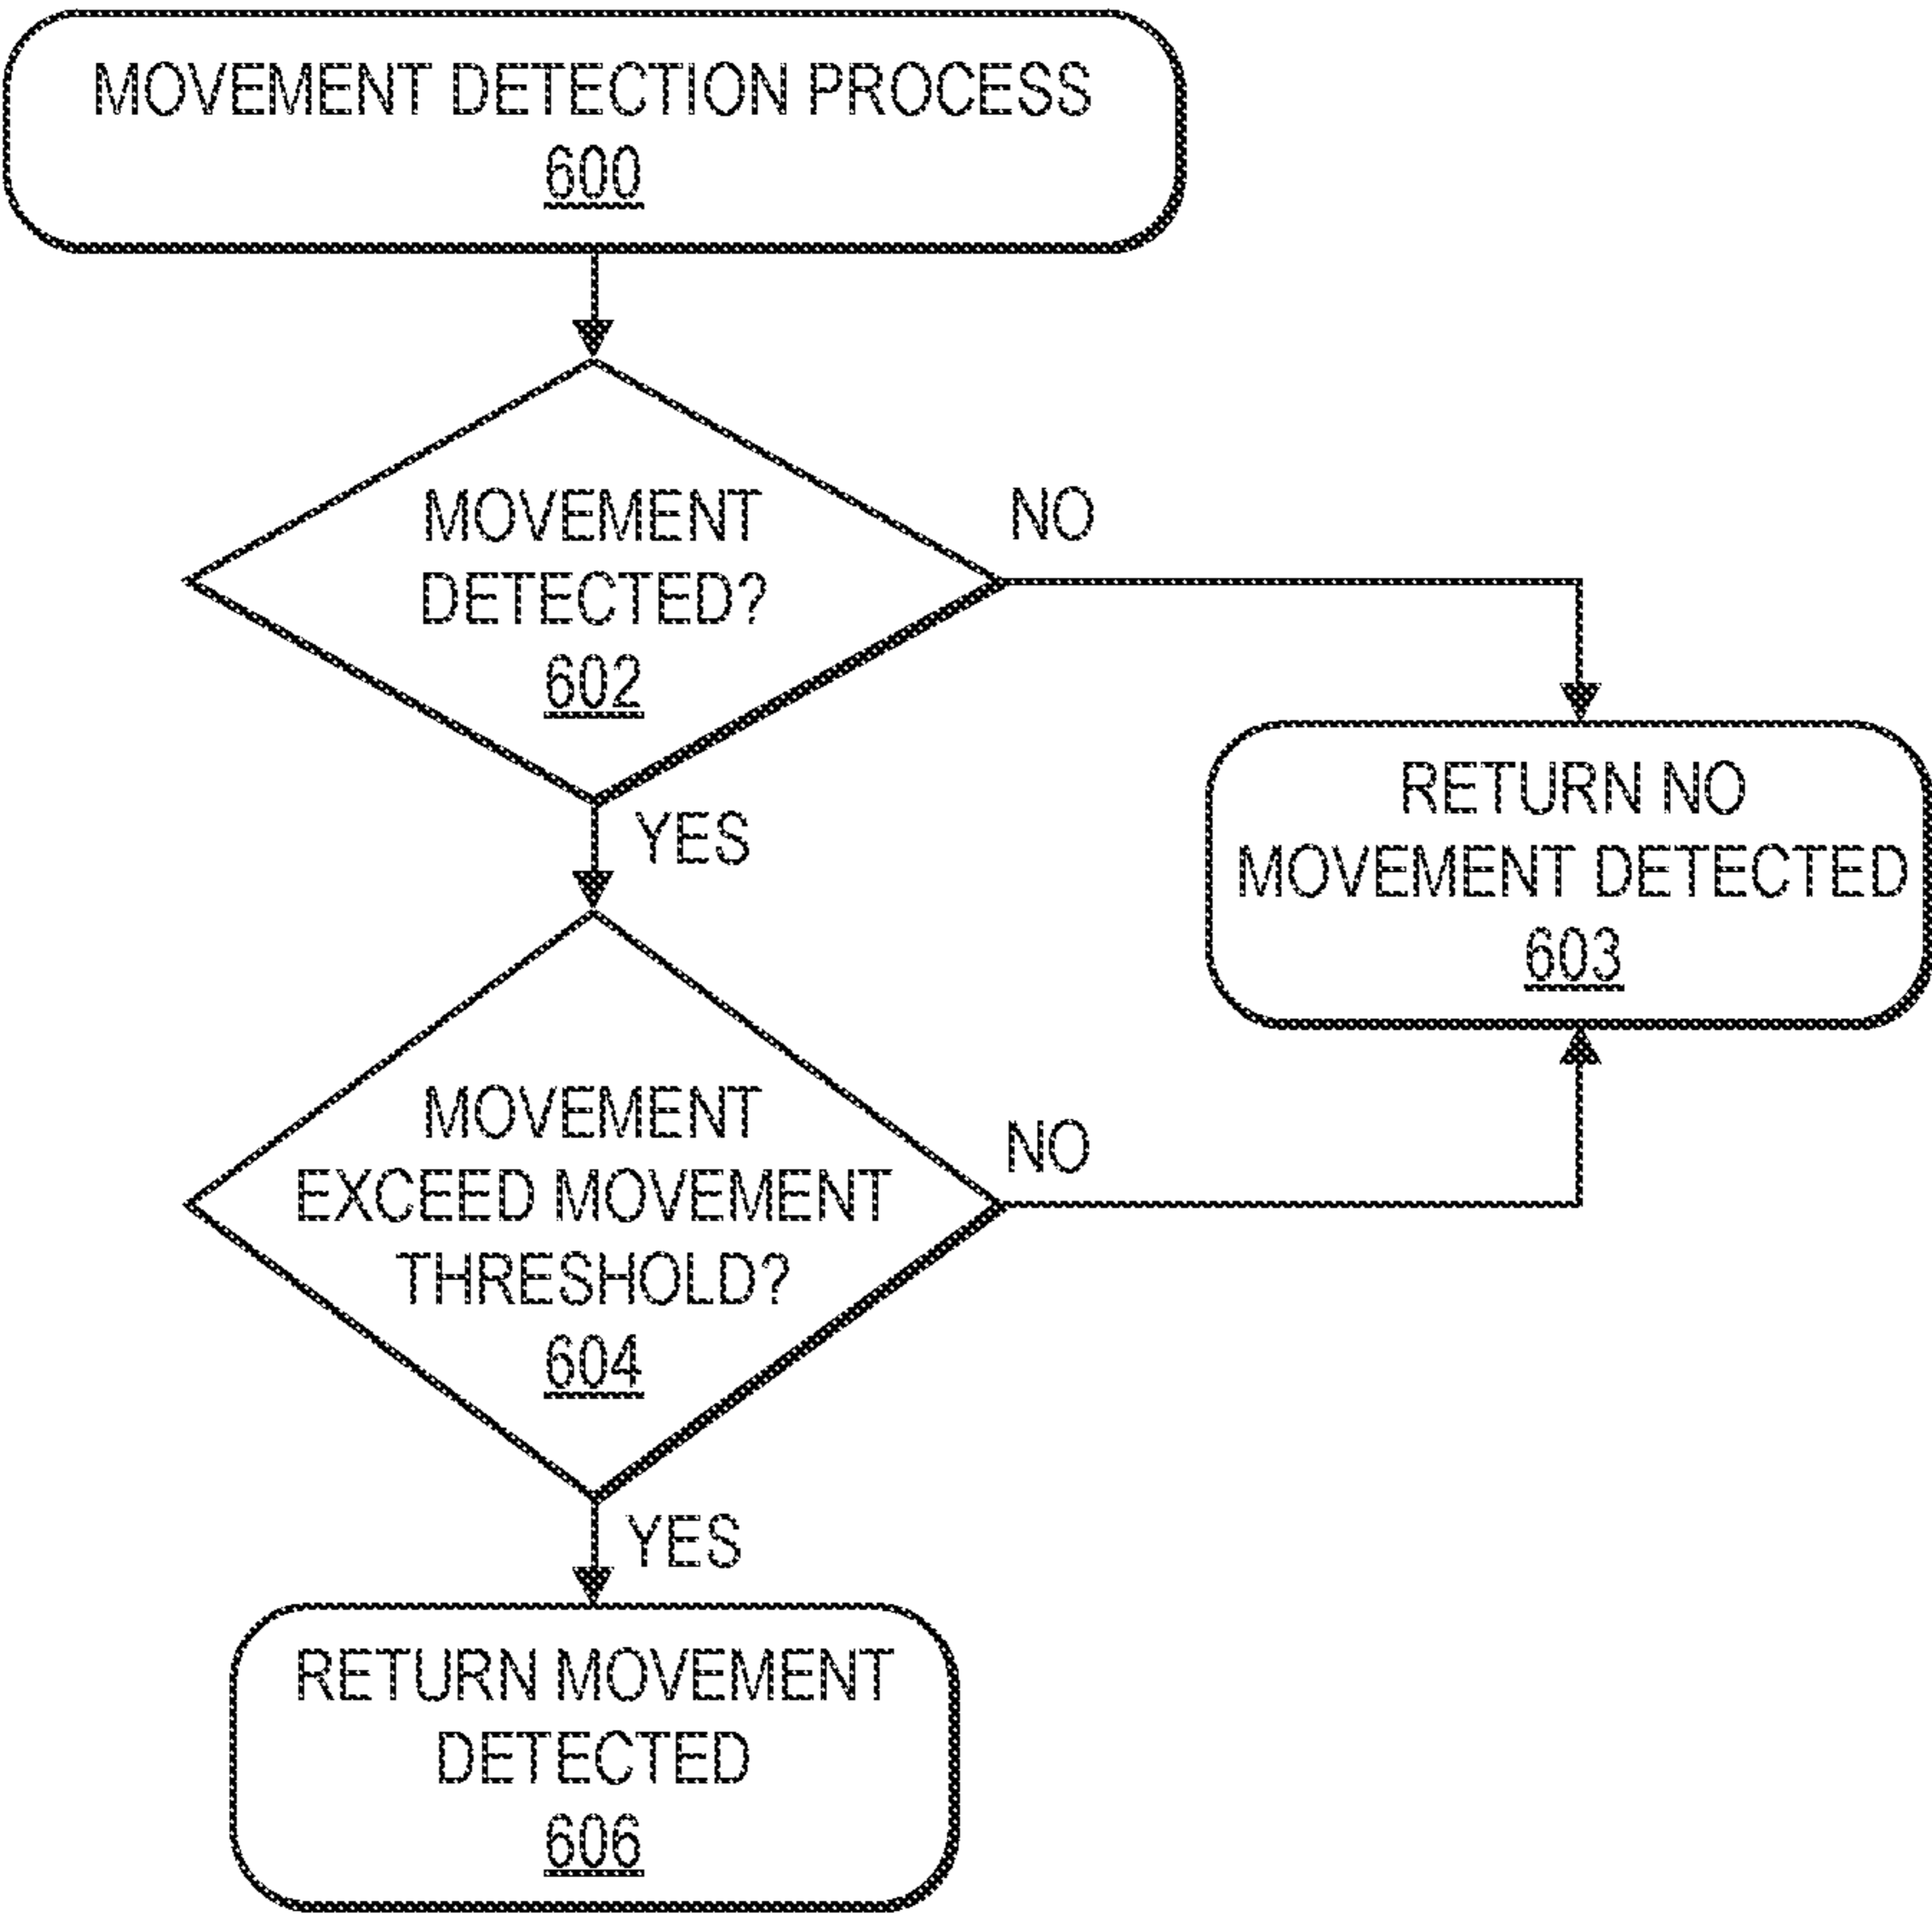 MOVEMENT DETECTION PROCESS
600
MOVEMENT
DETECTED?
602
NO
YES
RETURN NO
MOVEMENT DETECTED
603
MOVEMENT
EXCEED MOVEMENT
THRESHOLD?
604
NO
YES
RETURN MOVEMENT
DETECTED
606